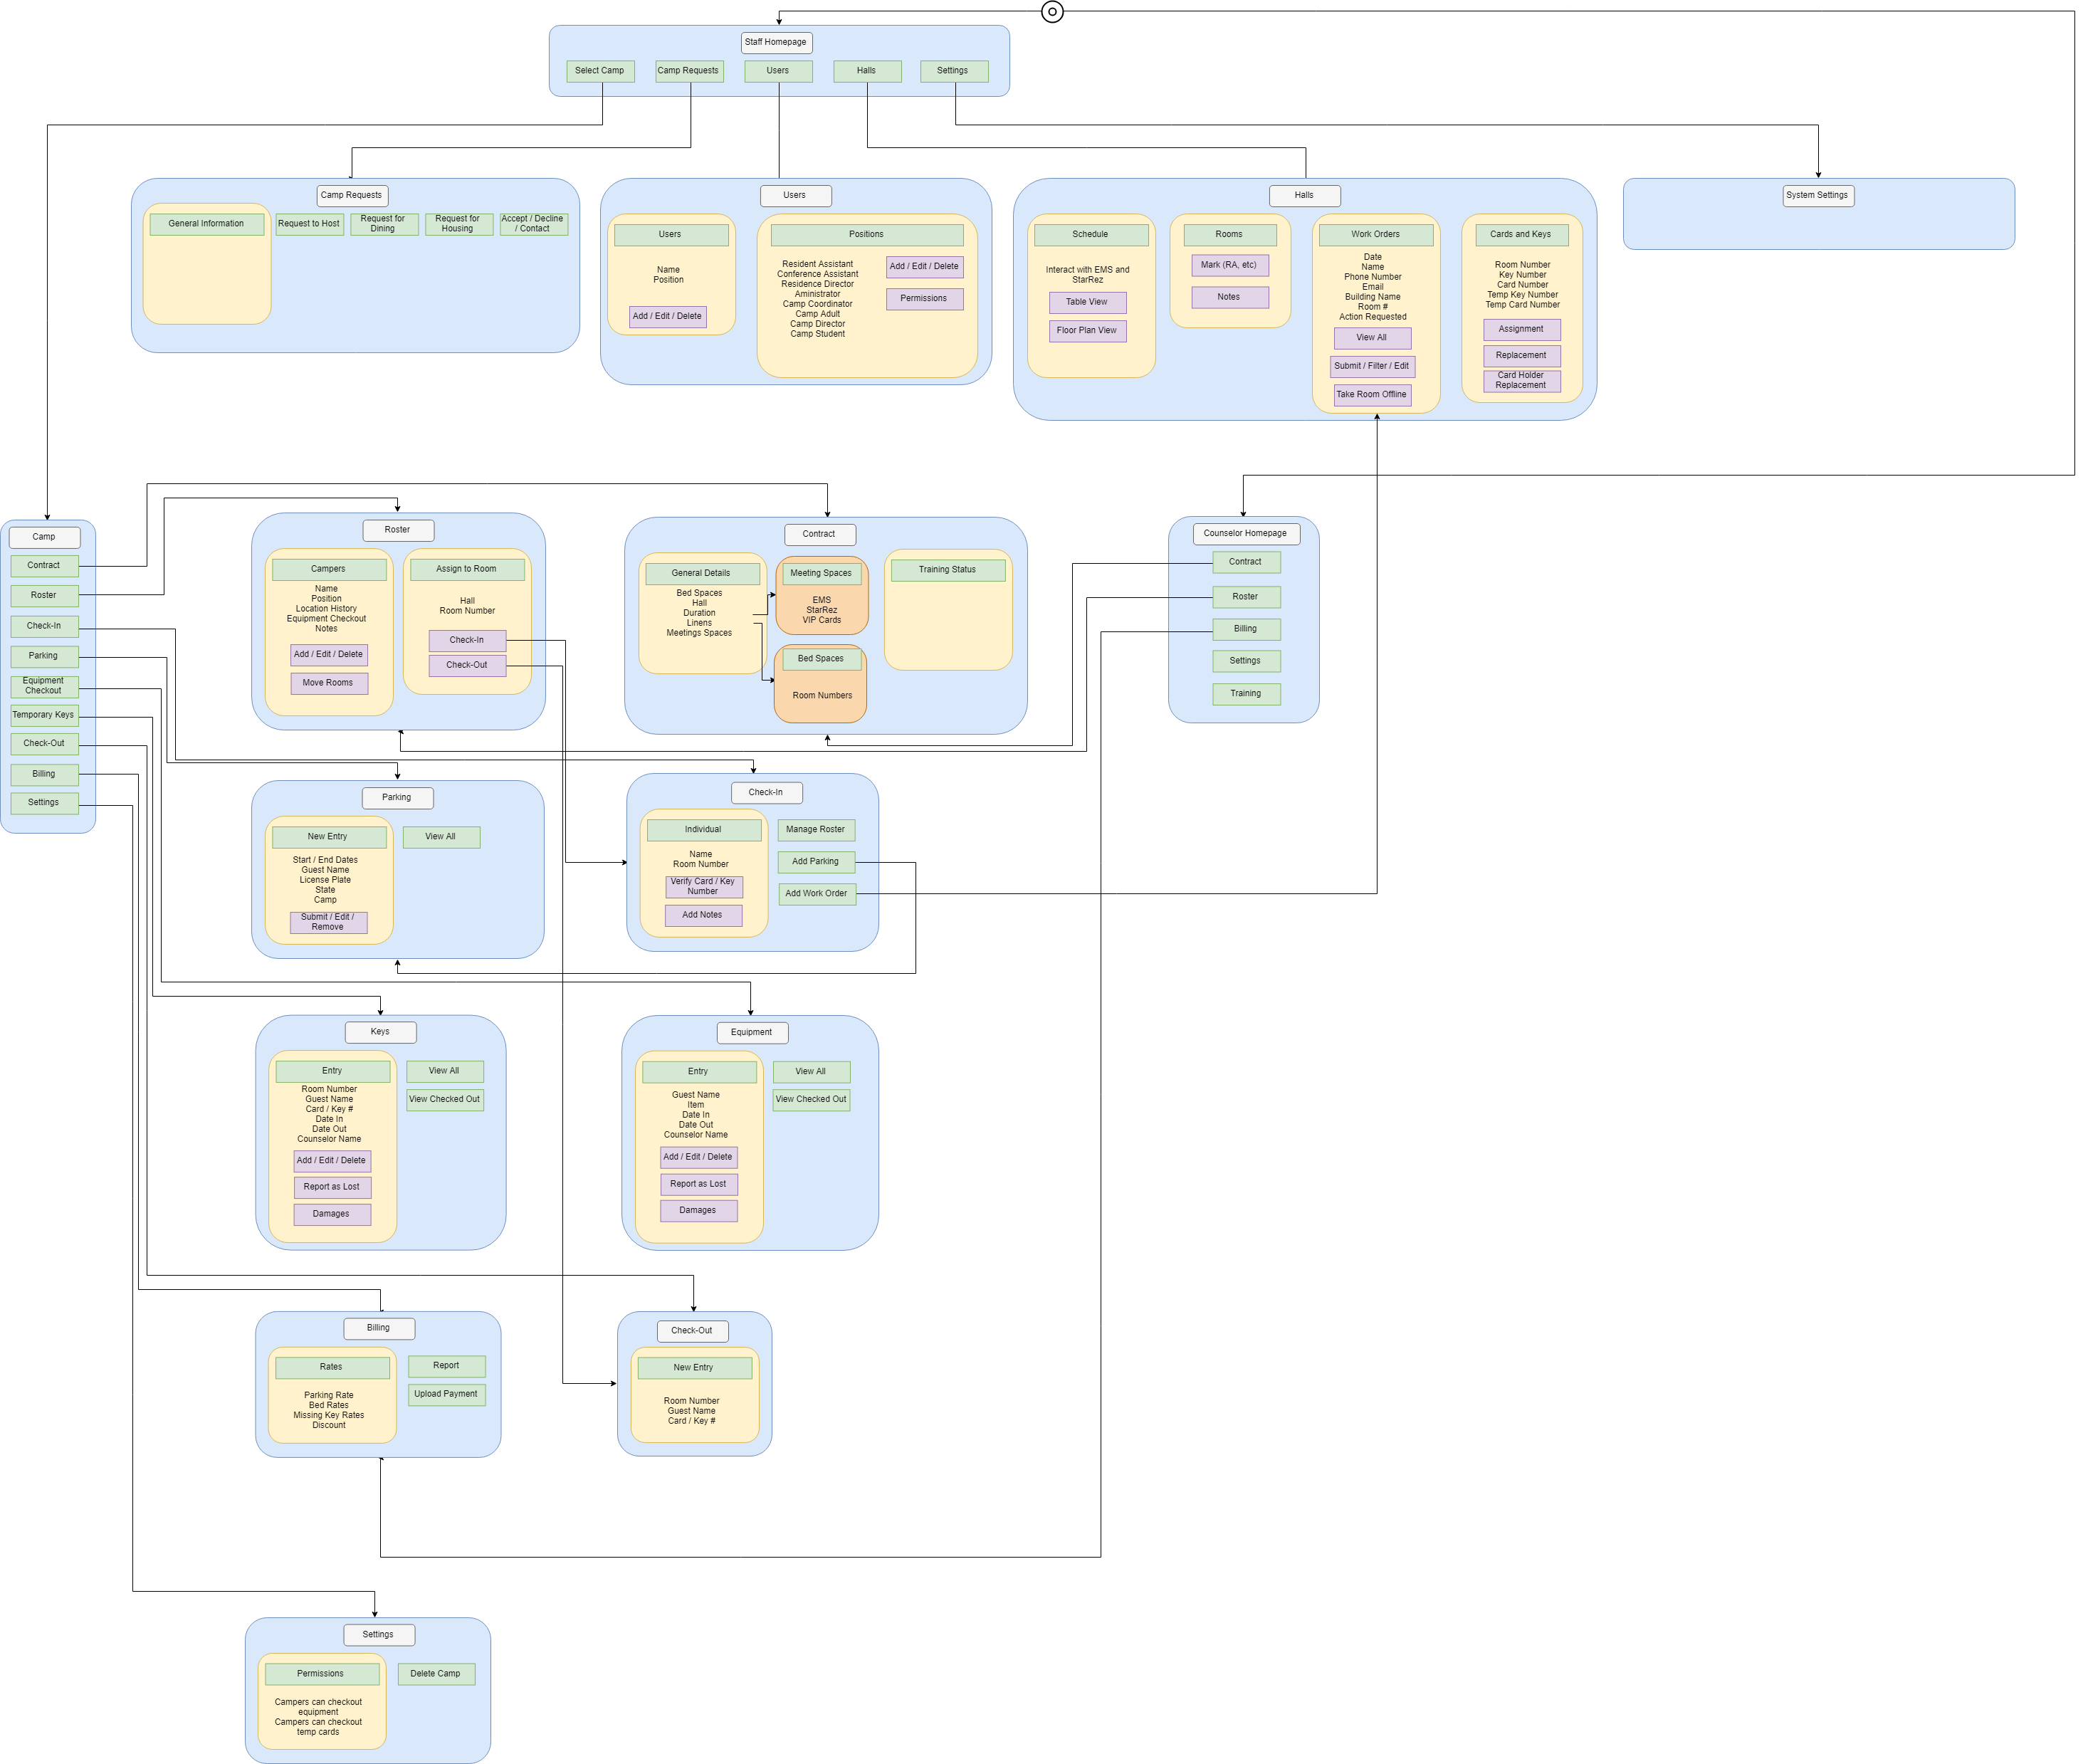 Staff Homepage
Select Camp
Camp Requests
Users
Halls
Settings
Camp Requests
General Information
Request to Host
Request for
Dining
Request for
Housing
Accept / Decline
/ Contact
Users
Users
Name
Position
Add / Edit / Delete
Positions
Resident Assistant
Conference Assistant
Residence Director
Aministrator
Camp Coordinator
Camp Adult
Camp Director
Camp Student
Add / Edit / Delete
Permissions
Halls
Schedule
Interact with EMS and
StarRez
Table View
Floor Plan View
Rooms
Mark (RA, etc)
Notes
Work Orders
Date
Name
Phone Number
Email
Building Name
Room #
Action Requested
View All
Submit / Filter / Edit
Take Room Offline
Cards and Keys
Room Number
Key Number
Card Number
Temp Key Number
Temp Card Number
Assignment
Replacement
Card Holder
Replacement
System Settings
Camp
Contract
Roster
Check-In
Parking
Equipment
Checkout
Temporary Keys
Check-Out
Billing
Settings
Roster
Campers
Name
Position
Location History
Equipment Checkout
Notes
Add / Edit / Delete
Move Rooms
Assign to Room
Hall
Room Number
Check-In
Check-Out
Contract
General Details
Bed Spaces
Hall
Duration
Linens
Meetings Spaces
Meeting Spaces
EMS
StarRez
VIP Cards
Bed Spaces
Room Numbers
Training Status
Counselor Homepage
Contract
Roster
Billing
Settings
Training
Parking
New Entry
Start / End Dates
Guest Name
License Plate
State
Camp
Submit / Edit /
Remove
View All
Check-In
Individual
Name
Room Number
Verify Card / Key
Number
Add Notes
Manage Roster
Add Parking
Add Work Order
Keys
Entry
Room Number
Guest Name
Card / Key #
Date In
Date Out
Counselor Name
Add / Edit / Delete
Report as Lost
Damages
View All
View Checked Out
Equipment
Entry
Guest Name
Item
Date In
Date Out
Counselor Name
Add / Edit / Delete
Report as Lost
Damages
View All
View Checked Out
Billing
Rates
Parking Rate
Bed Rates
Missing Key Rates
Discount
Report
Upload Payment
Check-Out
New Entry
Room Number
Guest Name
Card / Key #
Settings
Permissions
Campers can checkout
equipment
Campers can checkout
temp cards
Delete Camp